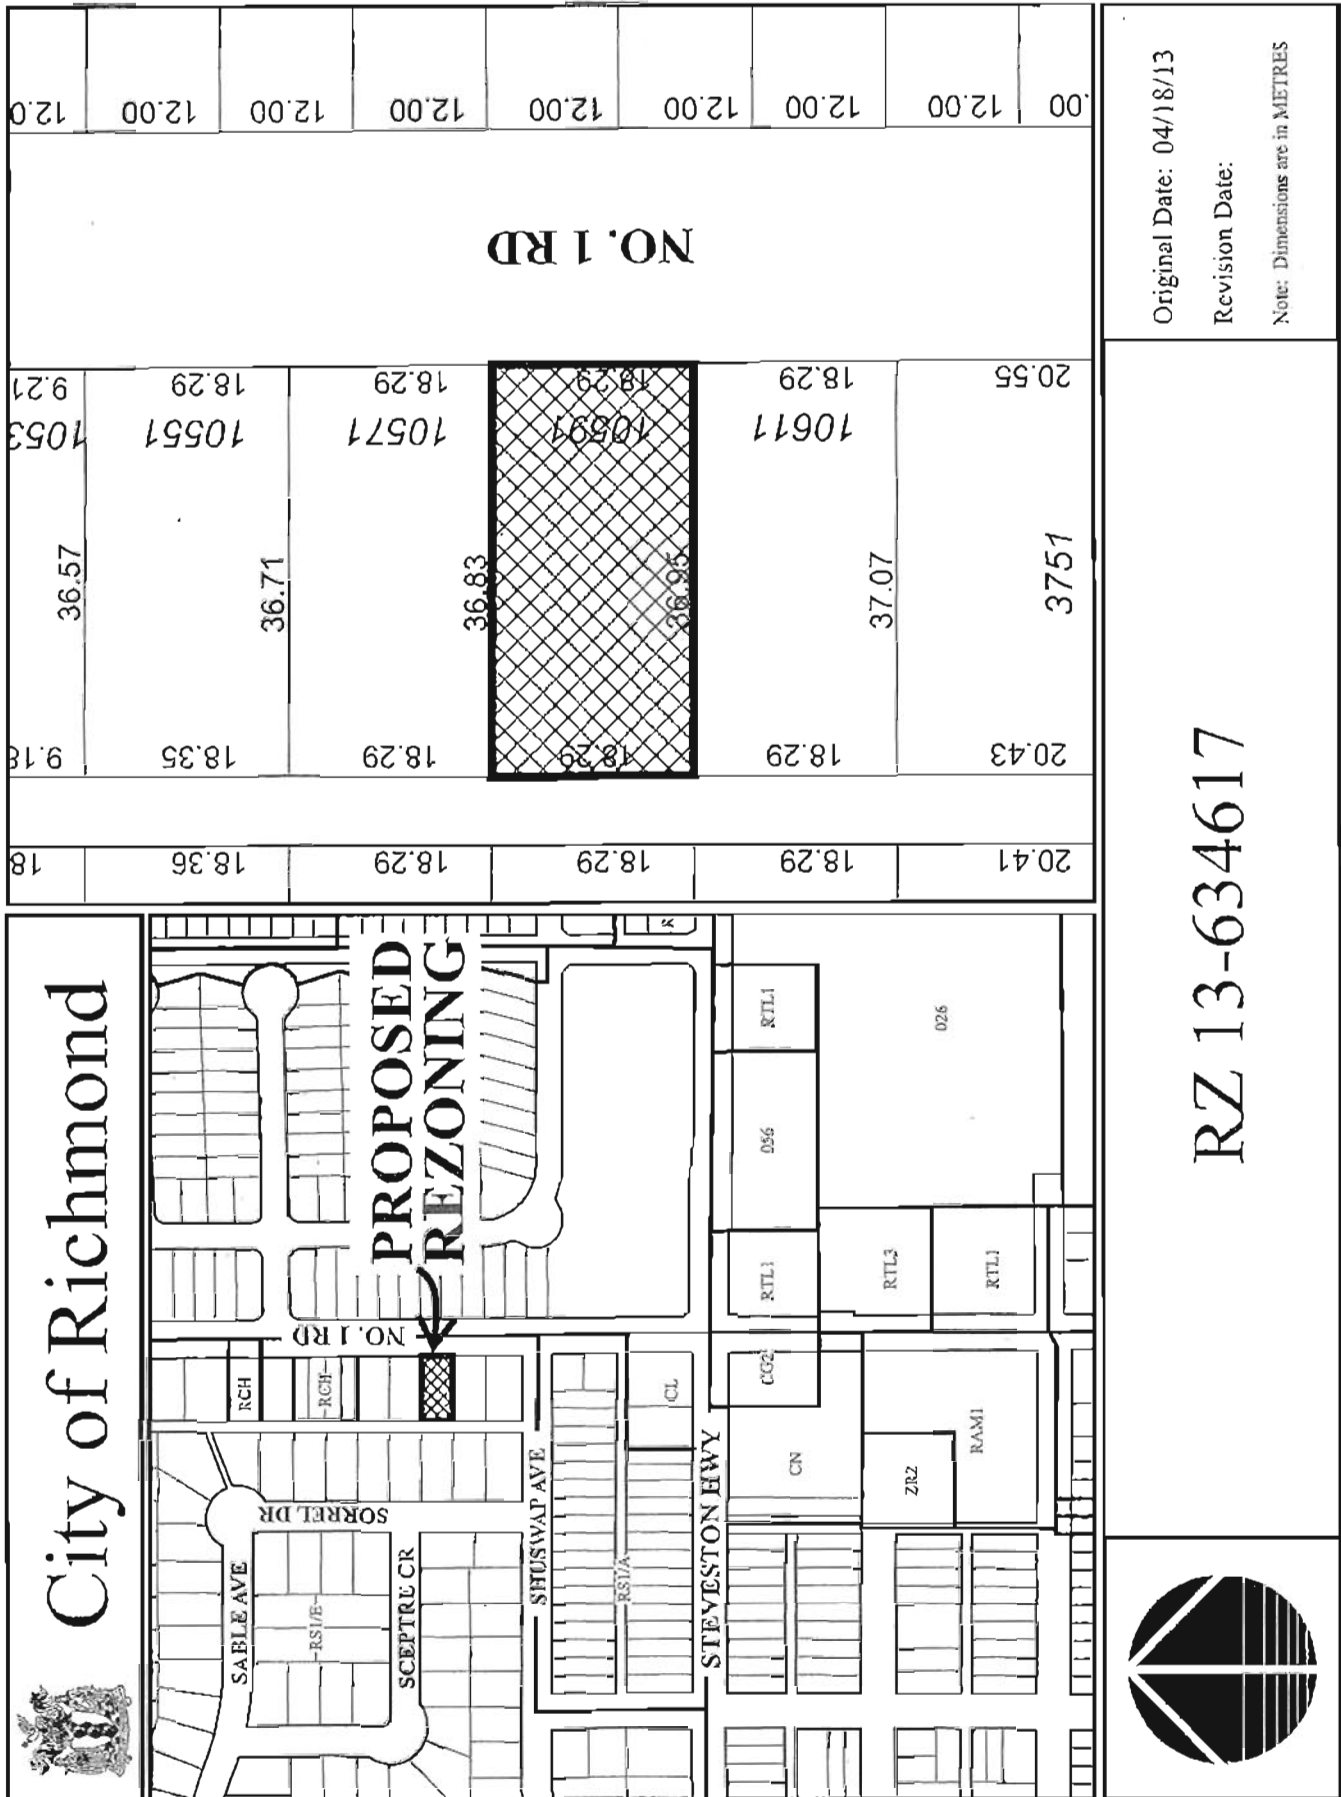 City of Richmond
PROPOSED
REZONING
NO. 1 RD
RCH
RCH
SORREL DR
SABLE AVE
RS1/E
SCEPTRE CR
SHUSWAP AVE
RS1/A
CL
STEVESTON HWY
RTL1
056
026
RTL1
RTL3
RTL1
CG2
CN
ZR2
RAM1
12.0
12.00
12.00
12.00
12.00
12.00
12.00
12.00
.00
NO. 1 RD
9.21
18.29
18.29
18.29
18.29
20.55
1053
10551
10571
10591
10611
3751
36.57
36.71
36.83
36.95
37.07
9.18
18.35
18.29
18.29
18.29
20.43
18
18.36
18.29
18.29
18.29
20.41
RZ 13-634617
Original Date: 04/18/13
Revision Date:
Note: Dimensions are in METRES